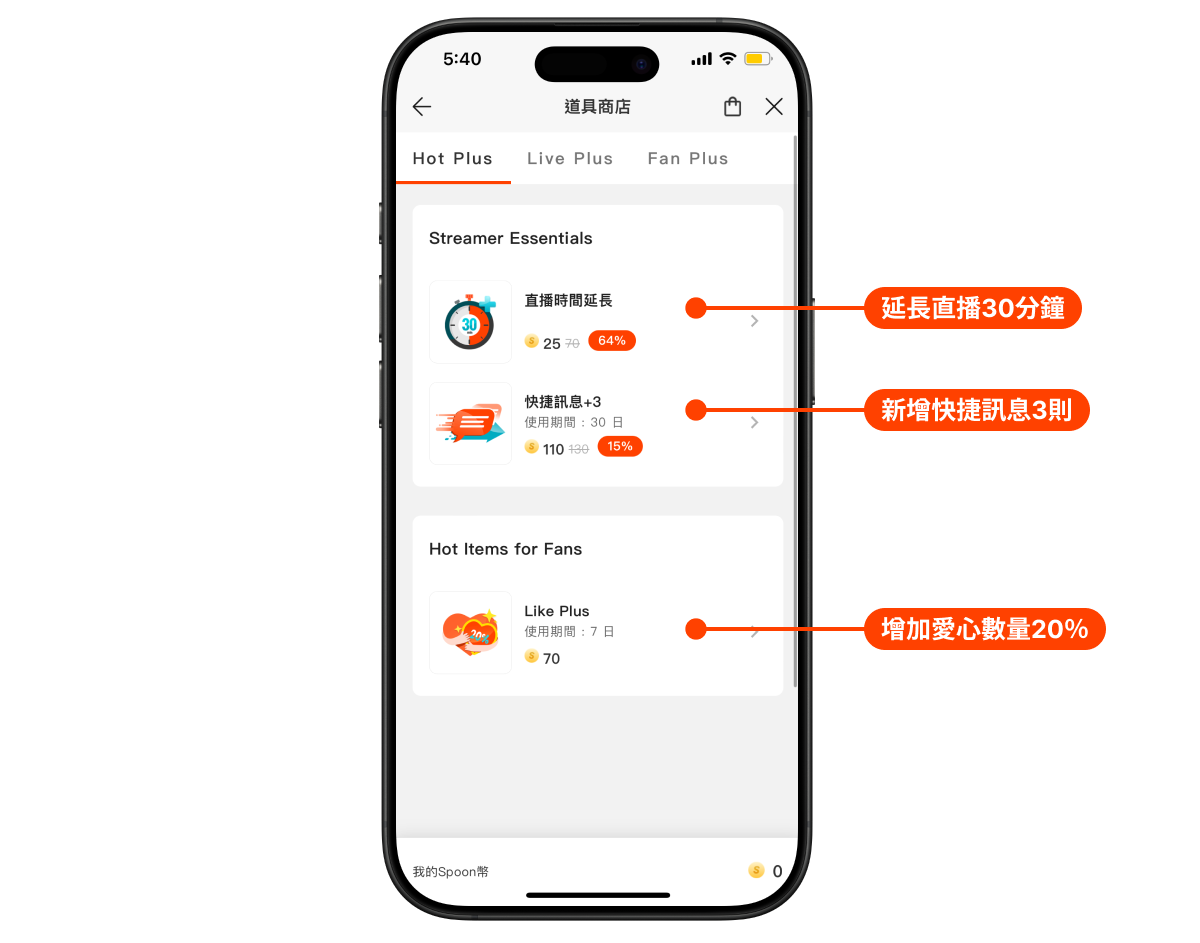 5:40
道具商店
Hot Plus Live Plus Fan Plus
Streamer Essentials
30
直播時間延長
S 25 70 64%
延長直播30分鐘
快捷訊息+3
使用期間：30 日
S 110 130 15%
新增快捷訊息3則
Hot Items for Fans
20%
Like Plus
使用期間：7 日
S 70
增加愛心數量20%
我的Spoon幣 S 0